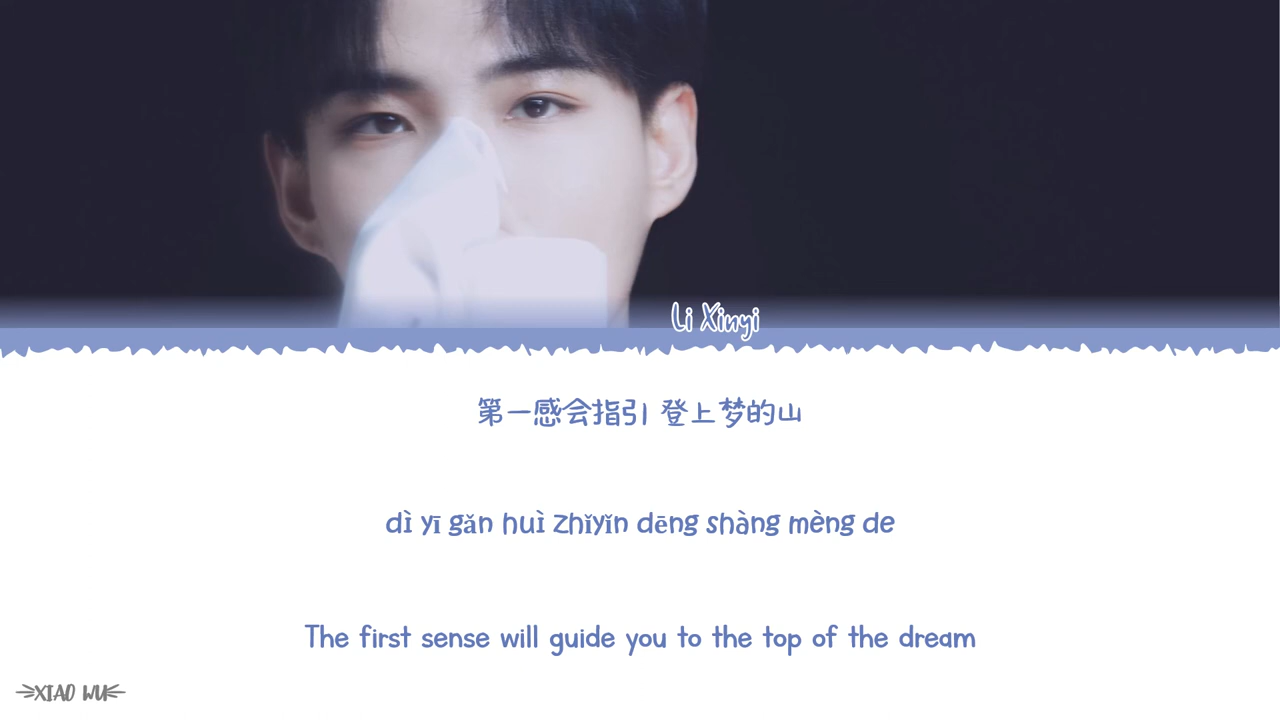 Li Xinyi
第一感会指引 登上梦的山
dì yī gǎn huì zhǐyǐn dēng shàng mèng de
The first sense will guide you to the top of the dream
XIAO WU